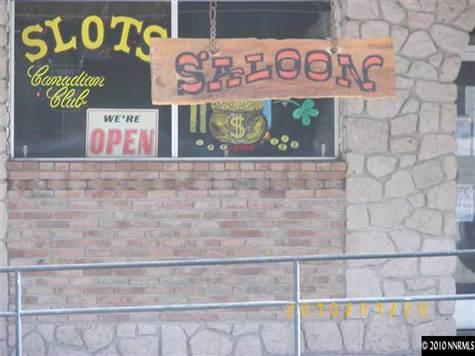 SLOTS
SALOON
Canadian
Club
WE'RE
OPEN
$
© 2010 NNRMLS